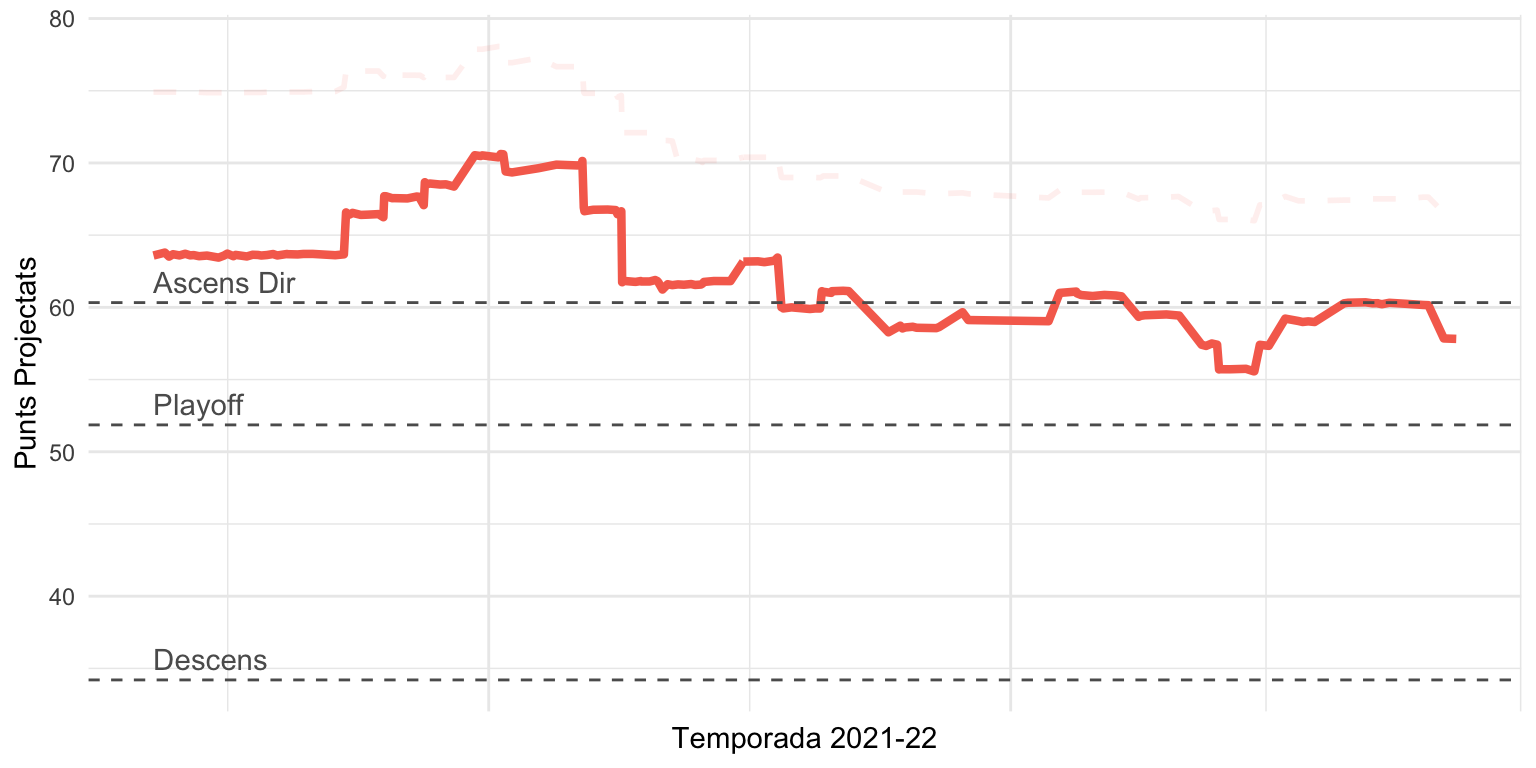 80
70
60
50
40
Punts Projectats
Ascens Dir
Playoff
Descens
Temporada 2021-22